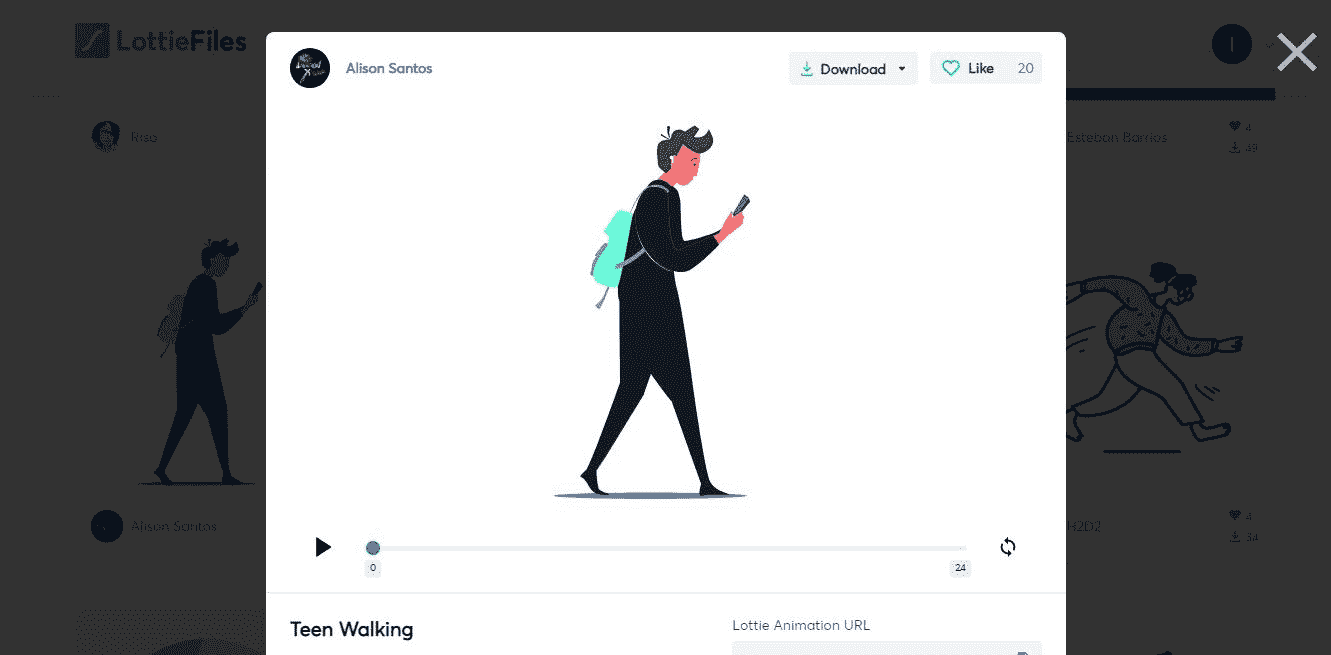 LottieFiles
Alison Santos
Download
Like 20
Riso
Esteban Barrios
4
49
0
24
Alison Santos
H2D2
4
34
Teen Walking
Lottie Animation URL